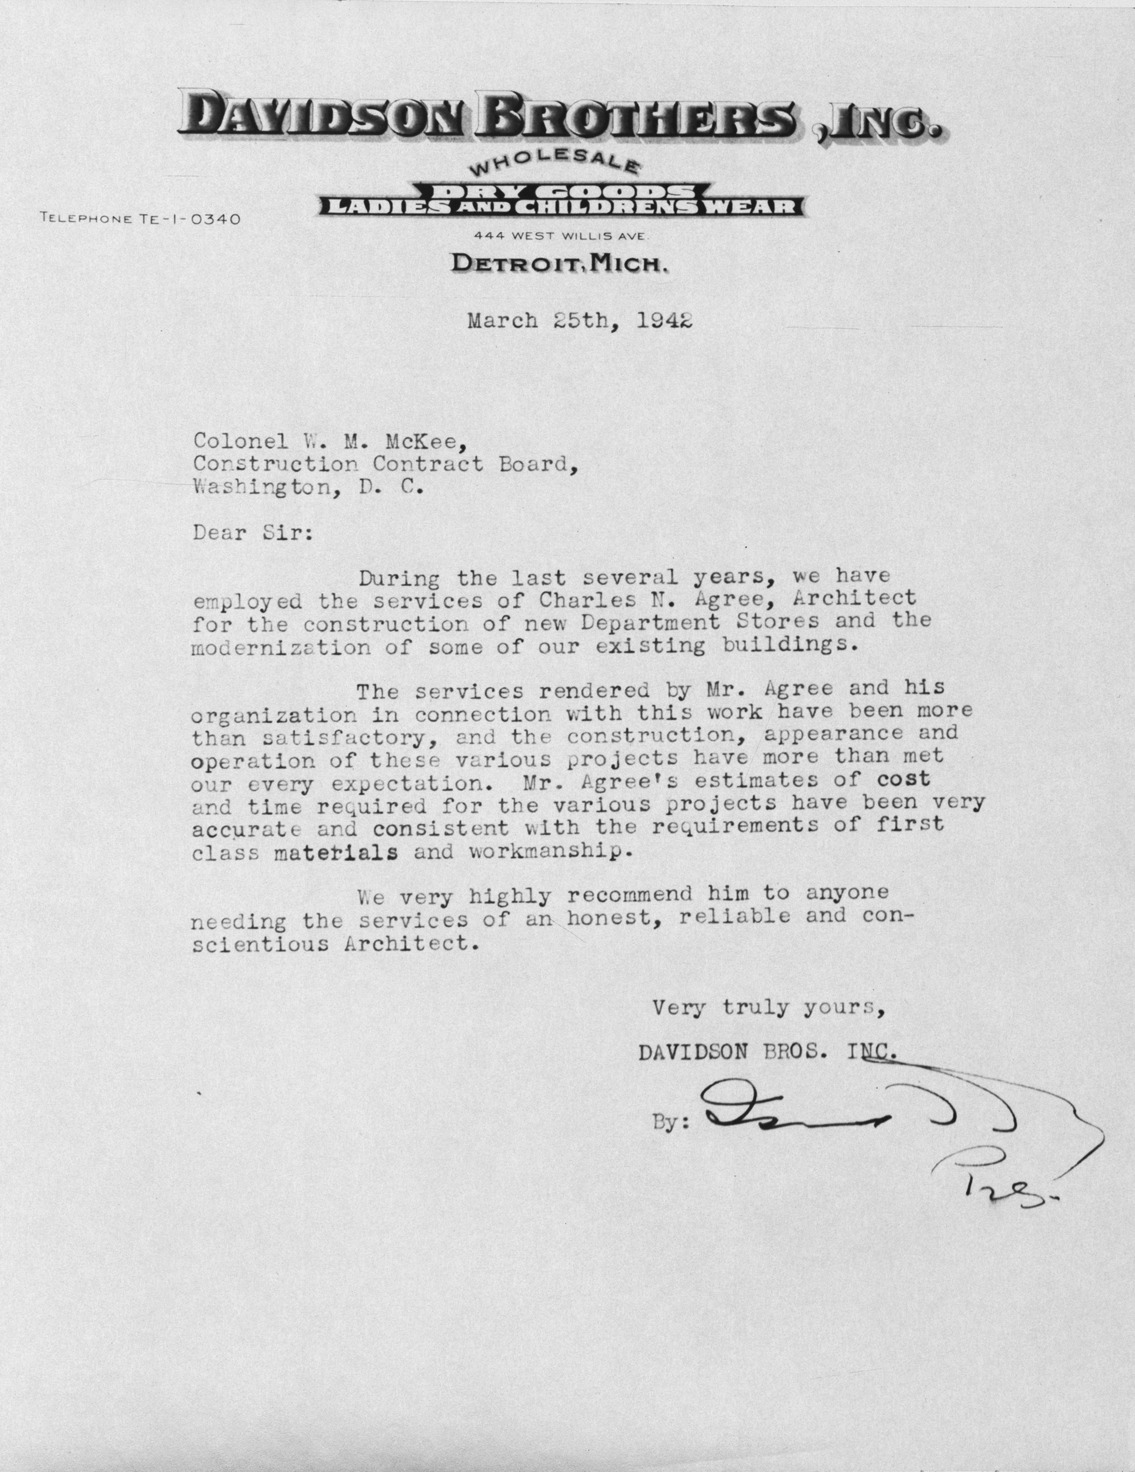 DAVIDSON BROTHERS, INC.
WHOLESALE
DRY GOODS
LADIES AND CHILDRENS WEAR
TELEPHONE TE-1-0340
444 WEST WILLIS AVE.
DETROIT, MICH.
March 25th, 1942
Colonel W. M. McKee,
Construction Contract Board,
Washington, D. C.
Dear Sir:
During the last several years, we have
employed the services of Charles N. Agree, Architect
for the construction of new Department Stores and the
modernization of some of our existing buildings.
The services rendered by Mr. Agree and his
organization in connection with this work have been more
than satisfactory, and the construction, appearance and
operation of these various projects have more than met
our every expectation. Mr. Agree's estimates of cost
and time required for the various projects have been very
accurate and consistent with the requirements of first
class materials and workmanship.
We very highly recommend him to anyone
needing the services of an honest, reliable and con-
scientious Architect.
Very truly yours,
DAVIDSON BROS. INC.
By:
Pres.